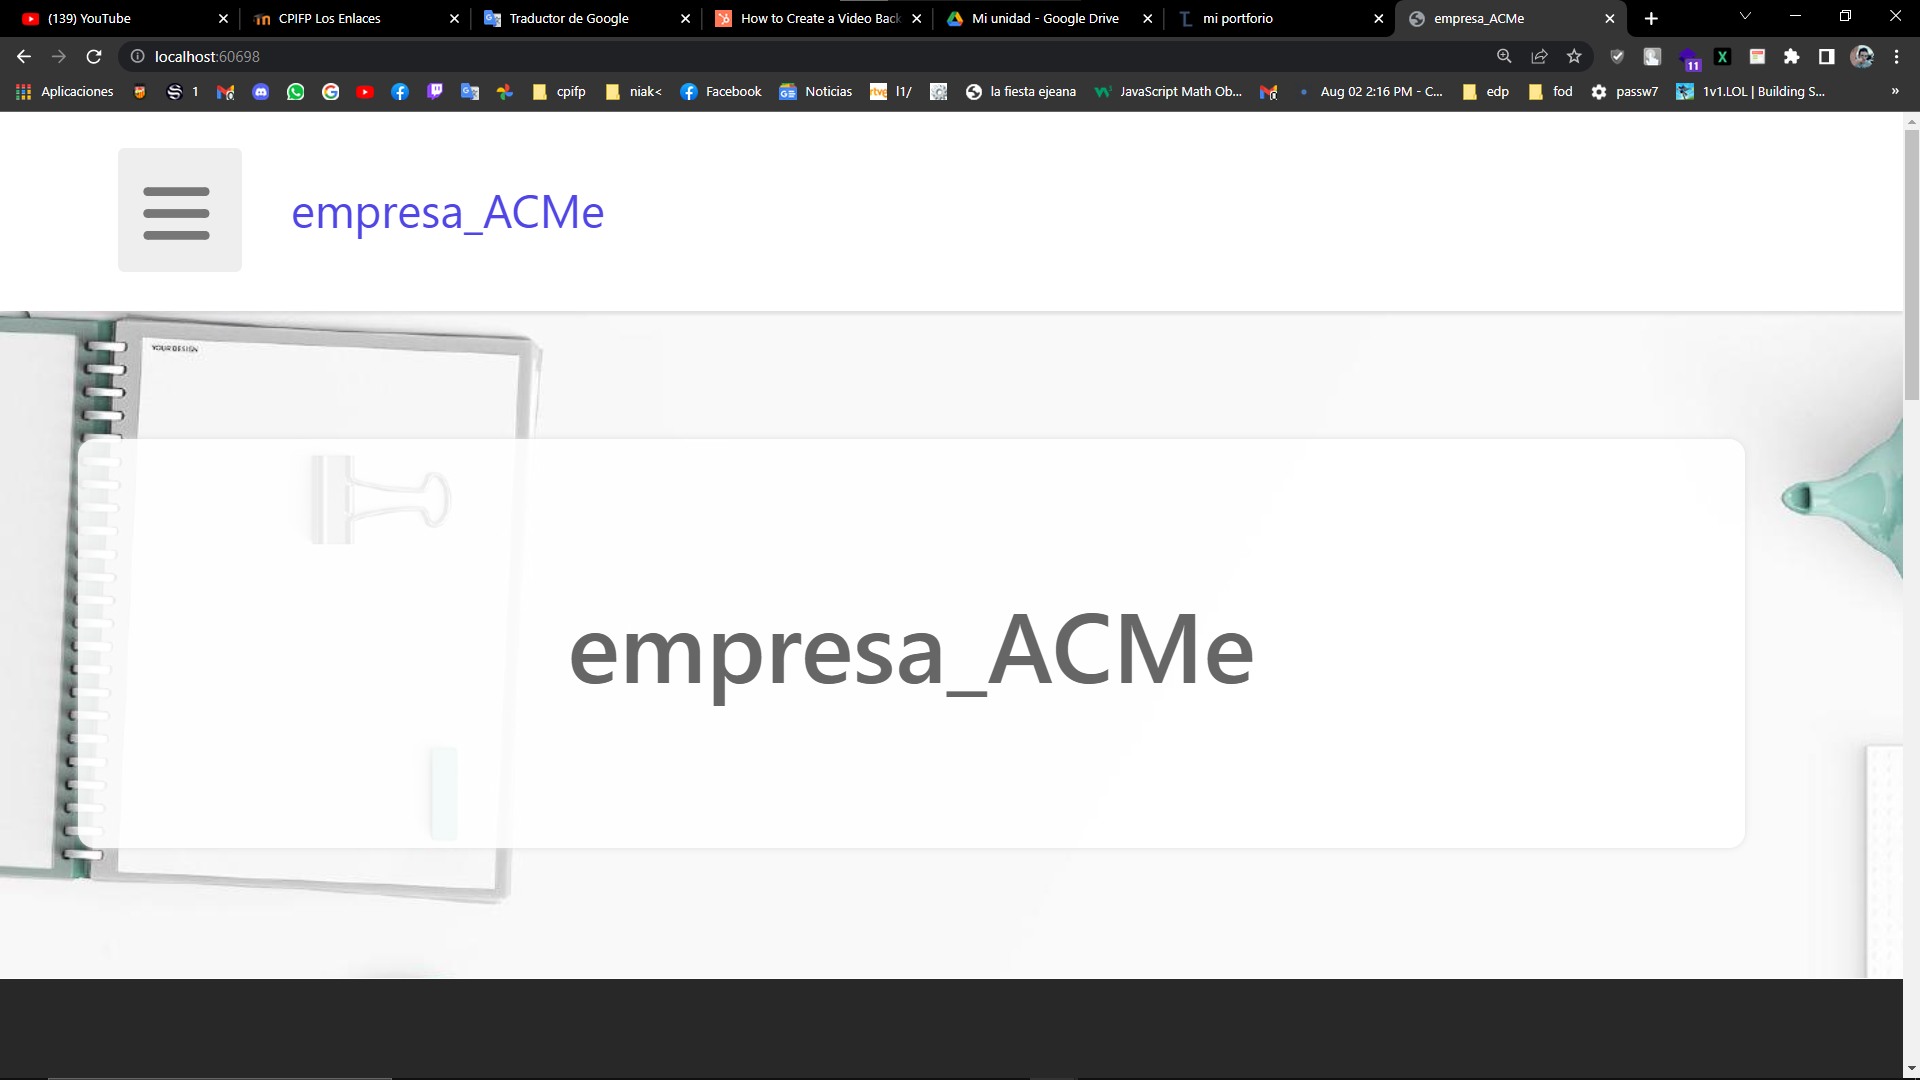 (139) YouTube
CPIFP Los Enlaces
Traductor de Google
How to Create a Video Back
Mi unidad - Google Drive
mi portforio
empresa_ACMe
localhost:60698
11
Aplicaciones
1
cpifp
niak<
Facebook
Noticias
l1/
la fiesta ejeana
JavaScript Math Ob...
Aug 02 2:16 PM - C...
edp
fod
passw7
1v1.LOL | Building S...
»
empresa_ACMe
YOUR DESIGN
empresa_ACMe